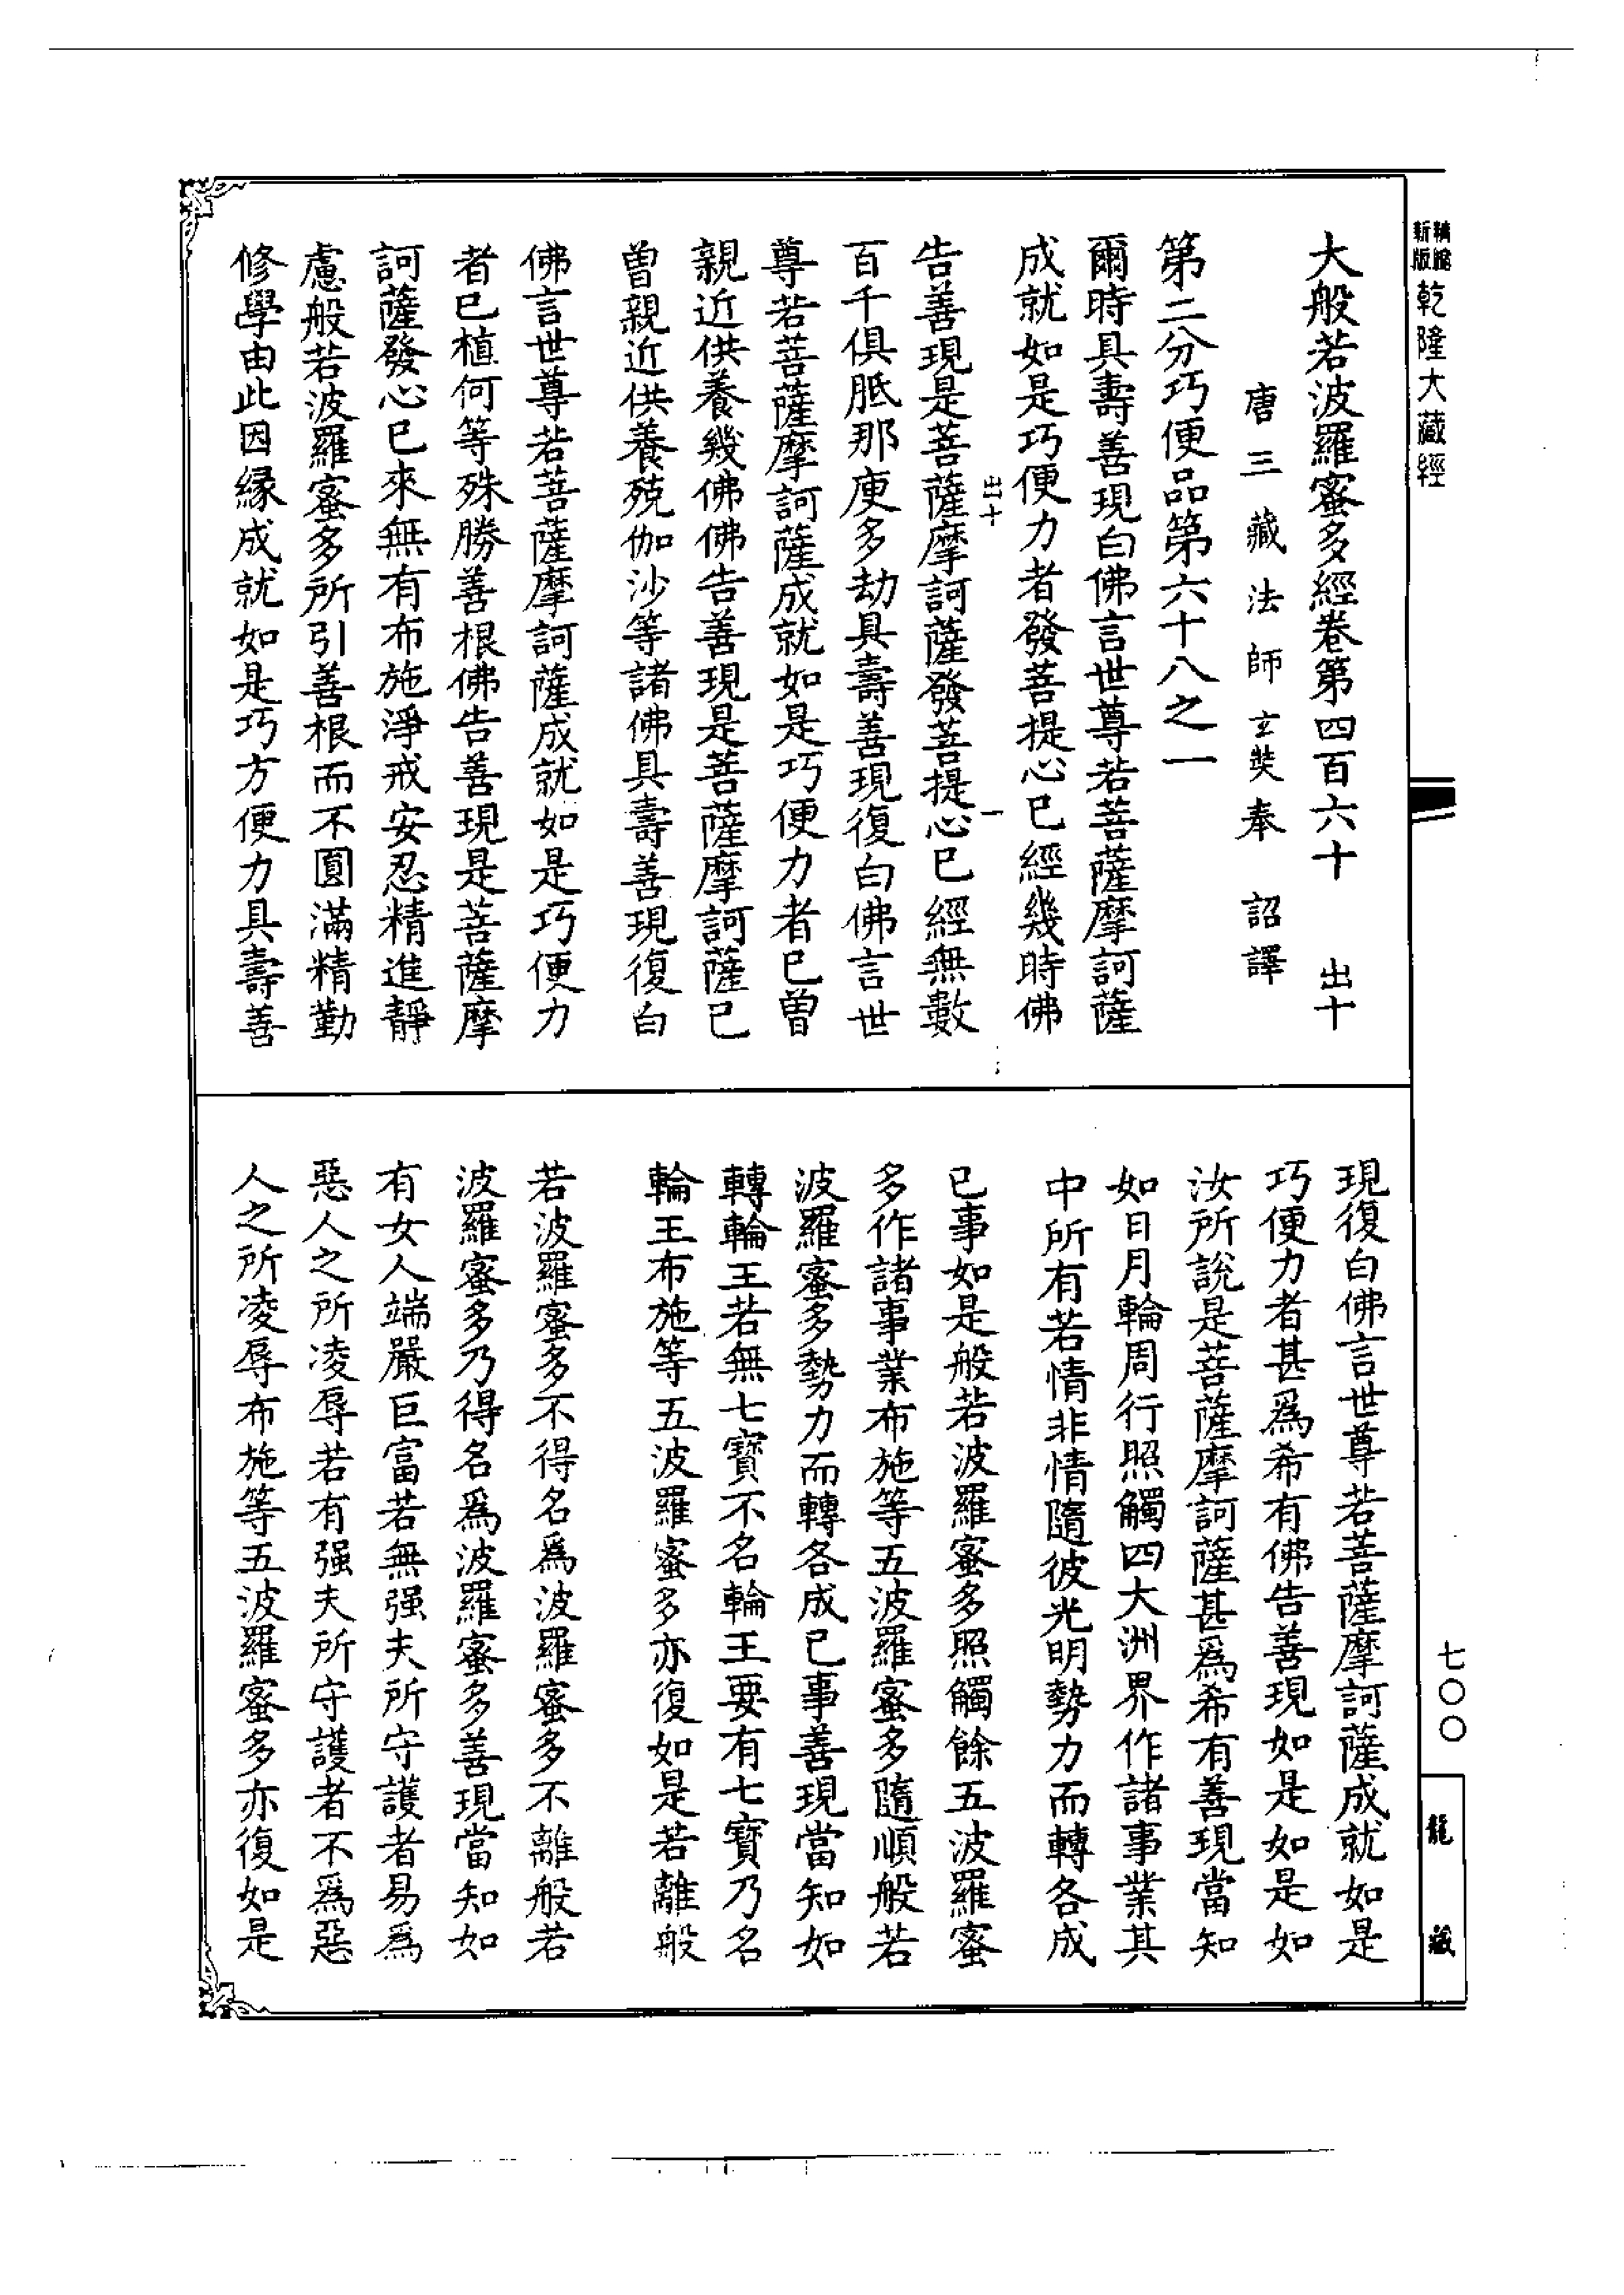 新版精縮乾隆大藏經
大般若波羅蜜多經卷第四百六十 出十
唐三藏法師玄奘奉 詔譯
第二分巧便品第六十八之一
爾時具壽善現白佛言世尊若菩薩摩訶薩
成就如是巧便力者發菩提心已經幾時佛
出十 一
告善現是菩薩摩訶薩發菩提心已經無數
百千俱胝那庾多劫具壽善現復白佛言世
尊若菩薩摩訶薩成就如是巧便力者已曾
親近供養幾佛佛告善現是菩薩摩訶薩已
曾親近供養殑伽沙等諸佛具壽善現復白
佛言世尊若菩薩摩訶薩成就如是巧便力
者已植何等殊勝善根佛告善現是菩薩摩
訶薩發心已來無有布施淨戒安忍精進靜
慮般若波羅蜜多所引善根而不圓滿精勤
修學由此因緣成就如是巧方便力具壽善
現復白佛言世尊若菩薩摩訶薩成就如是
巧便力者甚爲希有佛告善現如是如是如
汝所說是菩薩摩訶薩甚爲希有善現當知
如日月輪周行照觸四大洲界作諸事業其
中所有若情非情隨彼光明勢力而轉各成
已事如是般若波羅蜜多照觸餘五波羅蜜
多作諸事業布施等五波羅蜜多隨順般若
波羅蜜多勢力而轉各成已事善現當知如
轉輪王若無七寶不名輪王要有七寶乃名
輪王布施等五波羅蜜多亦復如是若離般
若波羅蜜多不得名爲波羅蜜多不離般若
波羅蜜多乃得名爲波羅蜜多善現當知如
有女人端嚴巨富若無强夫所守護者易爲
惡人之所凌辱若有强夫所守護者不爲惡
人之所凌辱布施等五波羅蜜多亦復如是
七〇〇
龍藏